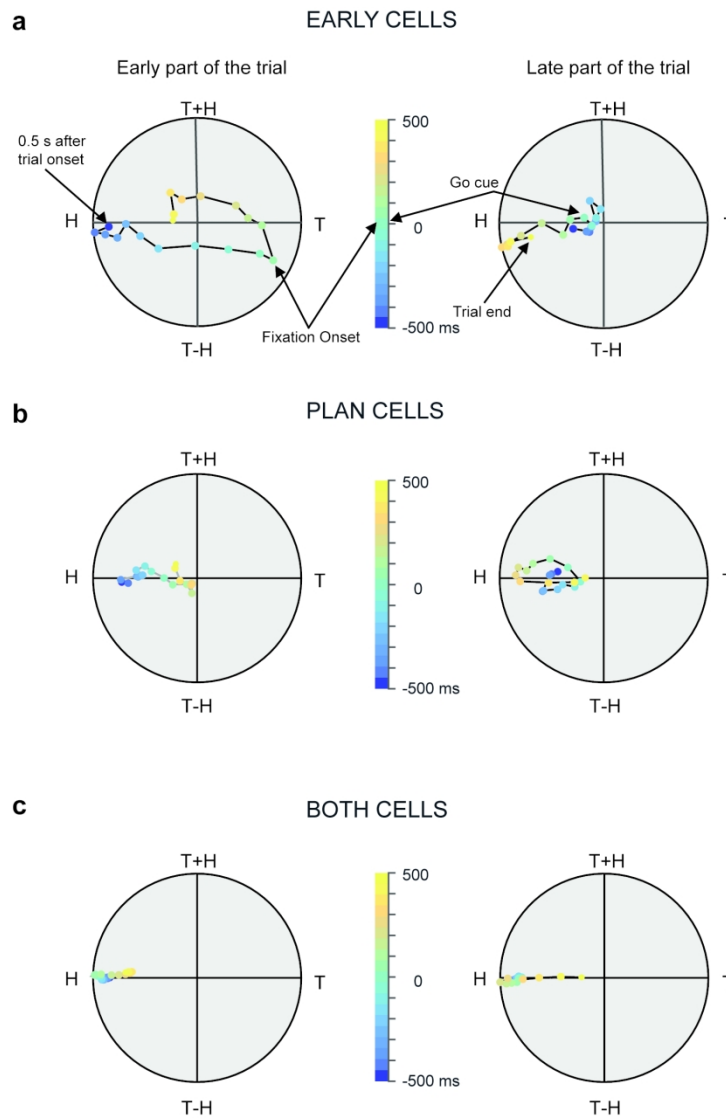 a
EARLY CELLS
Early part of the trial
Late part of the trial
0.5 s after
trial onset
T+H
500
T+H
Go cue
H
T
0
H
T
Trial end
Fixation Onset
-500 ms
T-H
T-H
b
PLAN CELLS
T+H
500
T+H
H
T
0
H
T-H
-500 ms
T-H
c
BOTH CELLS
T+H
500
T+H
H
T
0
H
T-H
-500 ms
T-H